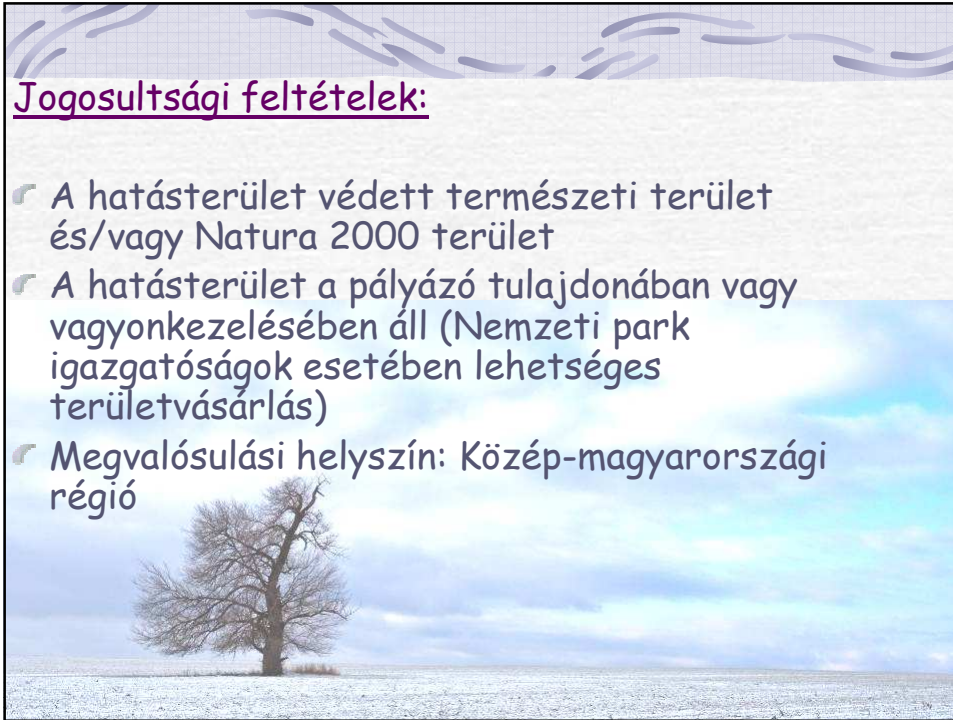 Jogosultsági feltételek:
A hatásterület védett természeti terület
és/vagy Natura 2000 terület
A hatásterület a pályázó tulajdonában vagy
vagyonkezelésében áll (Nemzeti park
igazgatóságok esetében lehetséges
területvásárlás)
Megvalósulási helyszín: Közép-magyarországi
régió